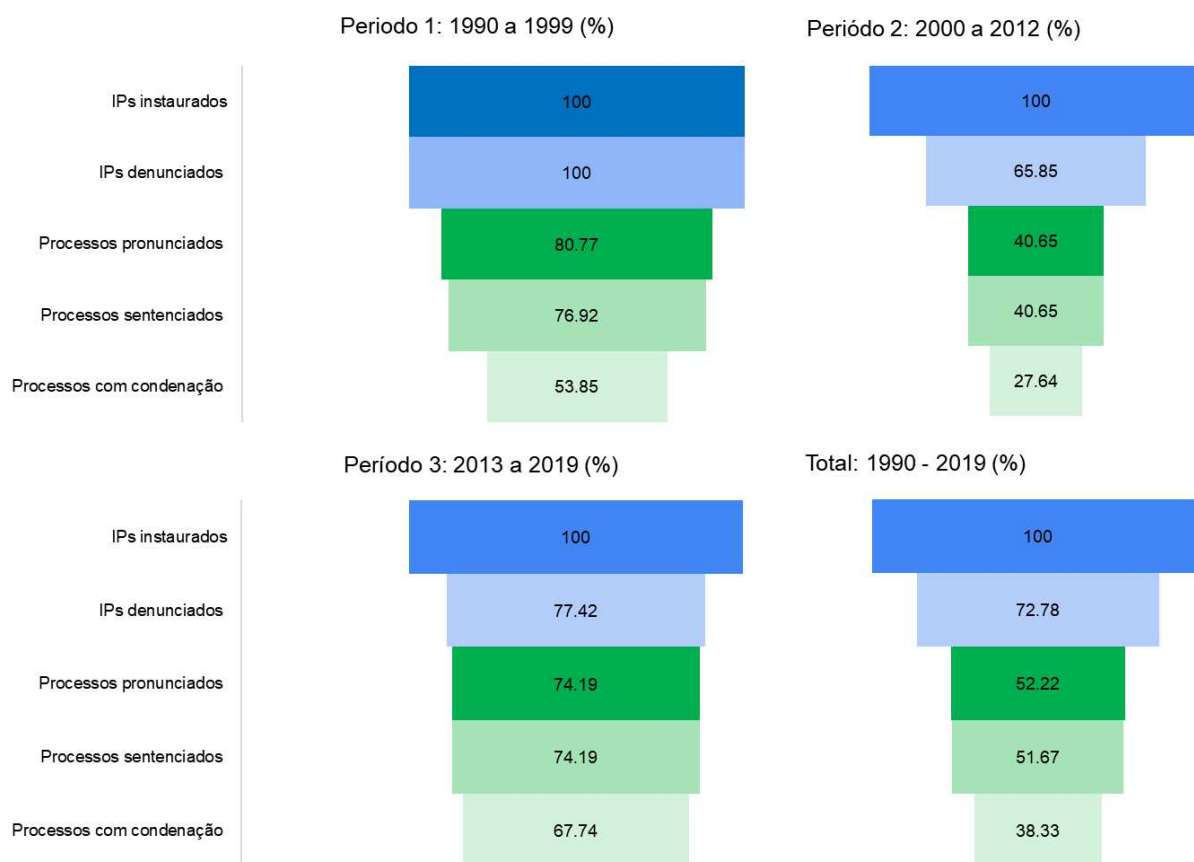 Periodo 1: 1990 a 1999 (%)
Periódo 2: 2000 a 2012 (%)
IPs instaurados
100
100
IPs denunciados
100
65.85
Processos pronunciados
80.77
40.65
Processos sentenciados
76.92
40.65
Processos com condenação
53.85
27.64
Período 3: 2013 a 2019 (%)
Total: 1990 - 2019 (%)
IPs instaurados
100
100
IPs denunciados
77.42
72.78
Processos pronunciados
74.19
52.22
Processos sentenciados
74.19
51.67
Processos com condenação
67.74
38.33